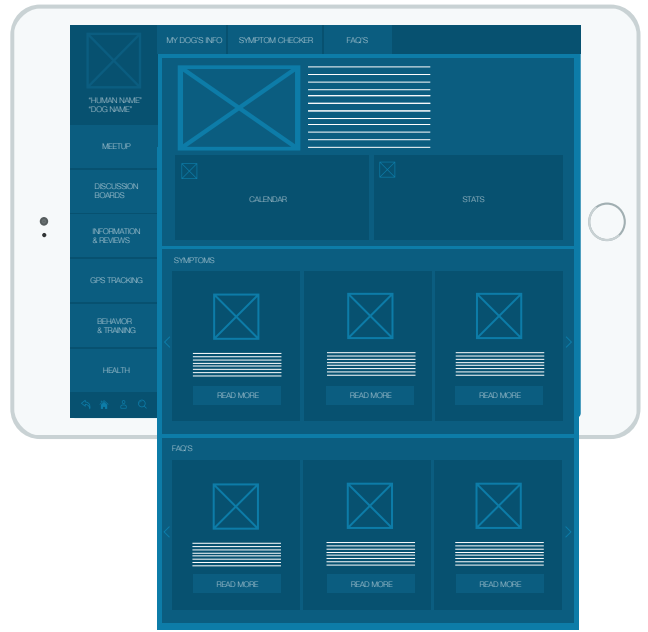 MY DOG'S INFO
SYMPTOM CHECKER
FAQ'S
"HUMAN NAME"
"DOG NAME"
MEETUP
DISCUSSION
BOARDS
INFORMATION
& REVIEWS
GPS TRACKING
BEHAVIOR
& TRAINING
HEALTH
CALENDAR
STATS
SYMPTOMS
READ MORE
READ MORE
READ MORE
FAQ'S
READ MORE
READ MORE
READ MORE